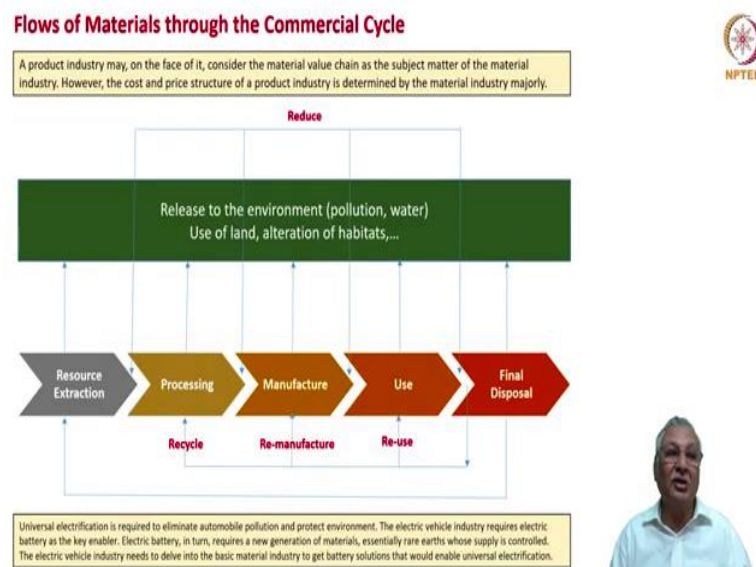 Flows of Materials through the Commercial Cycle
NPTEL
A product industry may, on the face of it, consider the material value chain as the subject matter of the material
industry. However, the cost and price structure of a product industry is determined by the material industry majorly.
Reduce
Release to the environment (pollution, water)
Use of land, alteration of habitats,...
Resource
Extraction
Processing
Manufacture
Use
Final
Disposal
Recycle
Re-manufacture
Re-use
Universal electrification is required to eliminate automobile pollution and protect environment. The electric vehicle industry requires electric
battery as the key enabler. Electric battery, in turn, requires a new generation of materials, essentially rare earths whose supply is controlled.
The electric vehicle industry needs to delve into the basic material industry to get battery solutions that would enable universal electrification.